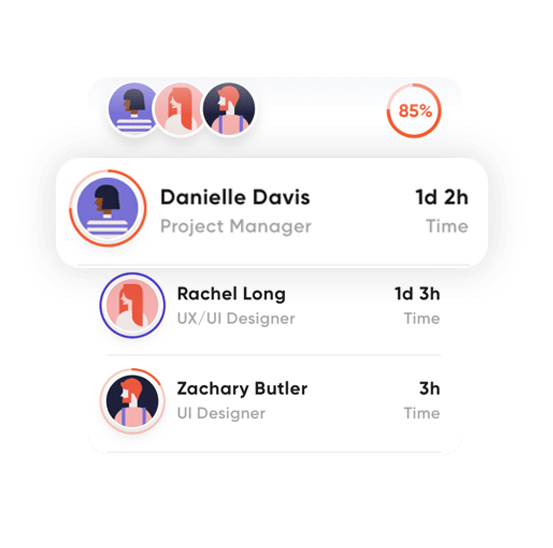 85%
Danielle Davis 1d 2h
Project Manager Time
Rachel Long 1d 3h
UX/UI Designer Time
Zachary Butler 3h
UI Designer Time